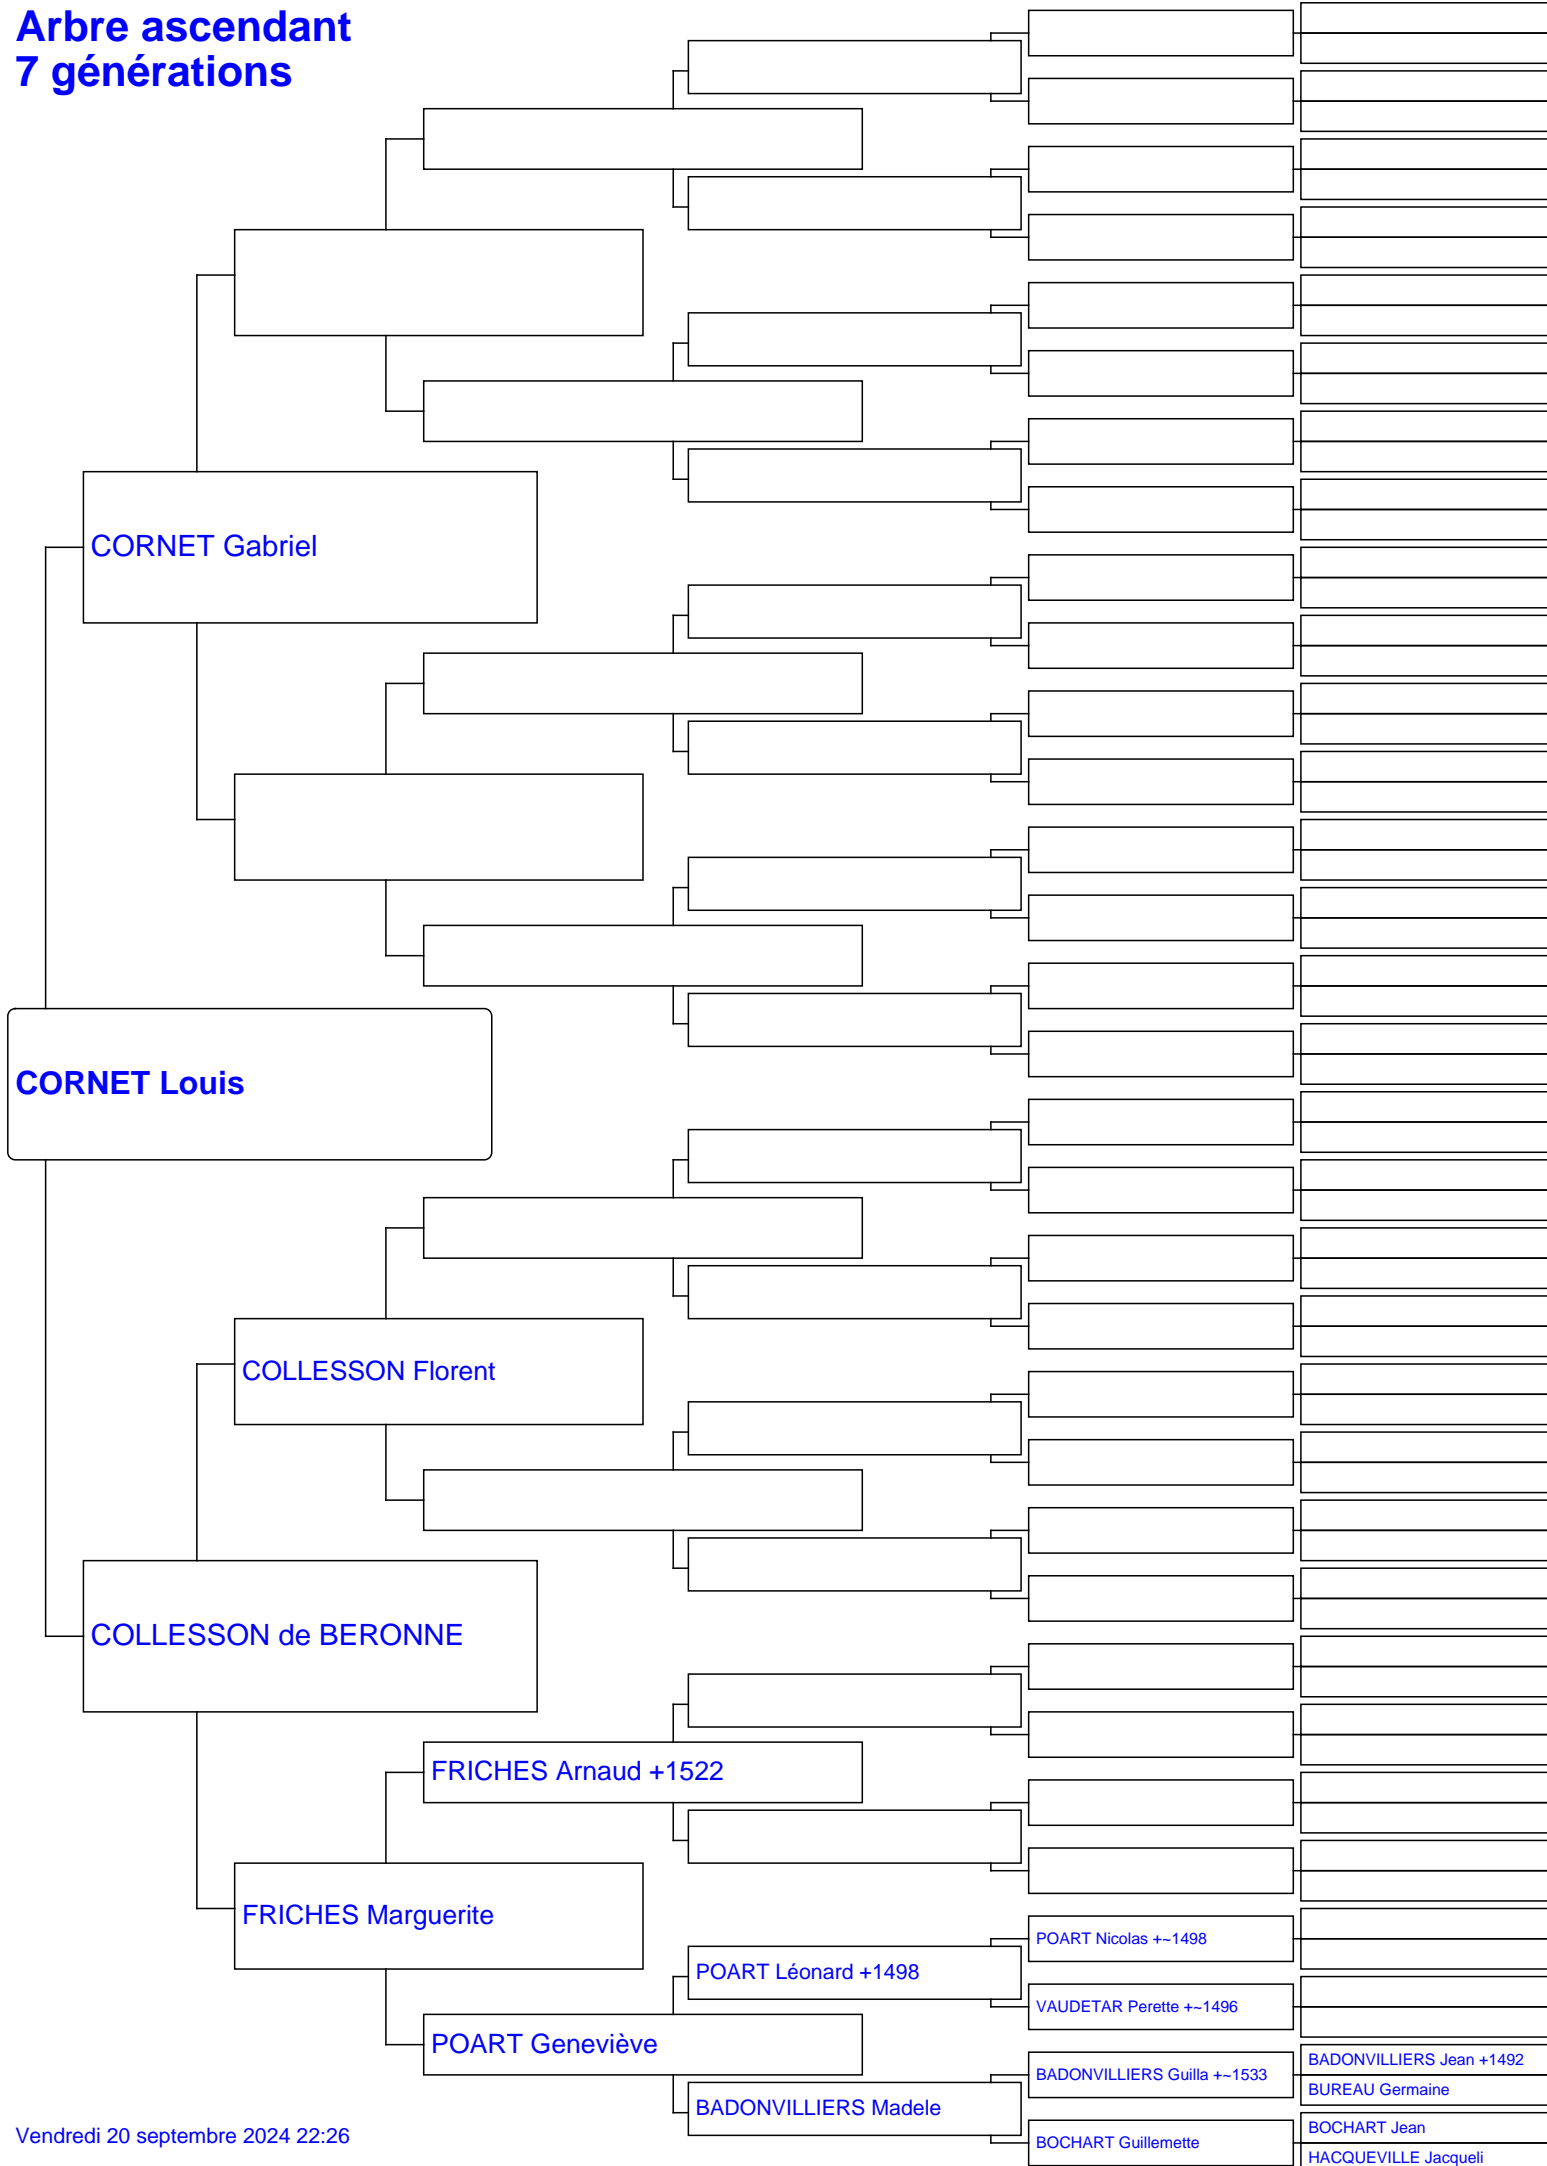 Arbre ascendant
7 générations
CORNET Gabriel
CORNET Louis
COLLESSON Florent
COLLESSON de BERONNE
FRICHES Arnaud +1522
FRICHES Marguerite
POART Nicolas +~1498
POART Léonard +1498
VAUDETAR Perette +~1496
POART Geneviève
BADONVILLIERS Jean +1492
BADONVILLIERS Guilla +~1533
BUREAU Germaine
BADONVILLIERS Madele
BOCHART Jean
BOCHART Guillemette
HACQUEVILLE Jacqueli
Vendredi 20 septembre 2024 22:26